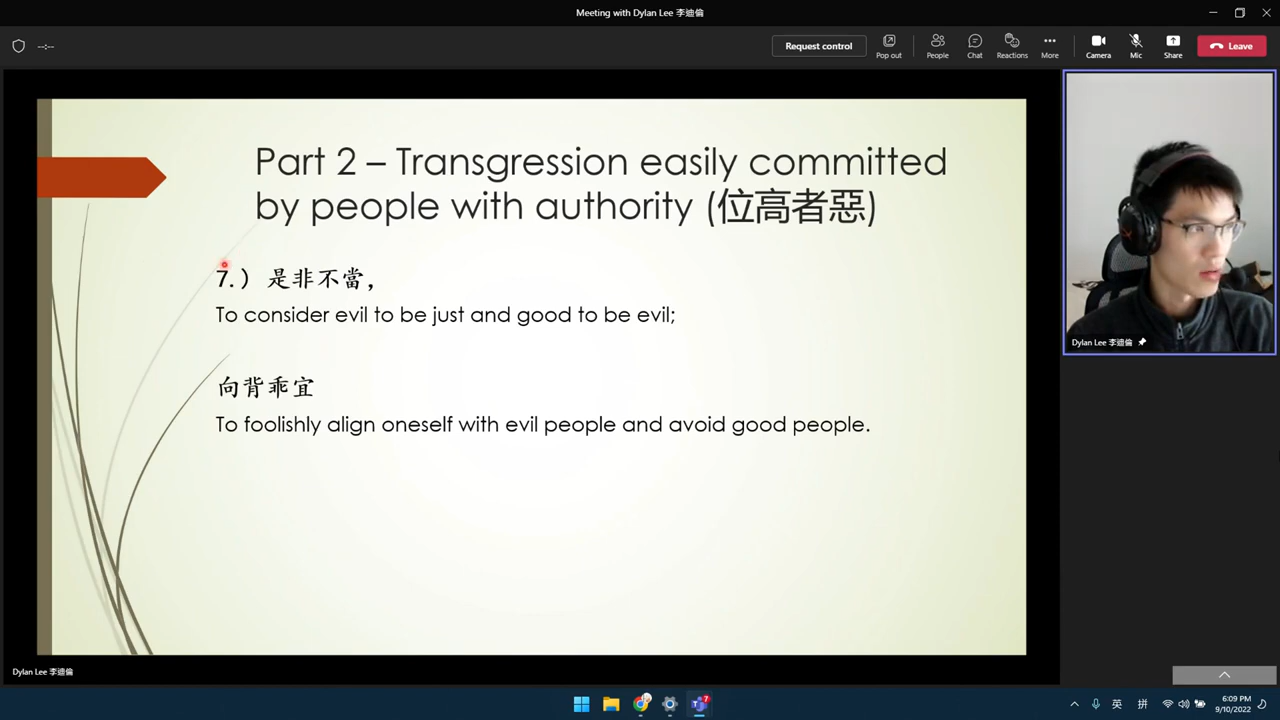 Meeting with Dylan Lee 李迪倫
--:--
Request control
Pop out
People
Chat
Reactions
More
Camera
Mic
Share
Leave
Part 2 – Transgression easily committed
by people with authority (位高者惡)
7. ） 是非不當，
To consider evil to be just and good to be evil;
向背乖宜
To foolishly align oneself with evil people and avoid good people.
Dylan Lee 李迪倫
Dylan Lee 李迪倫
7
英
拼
6:09 PM
9/10/2022